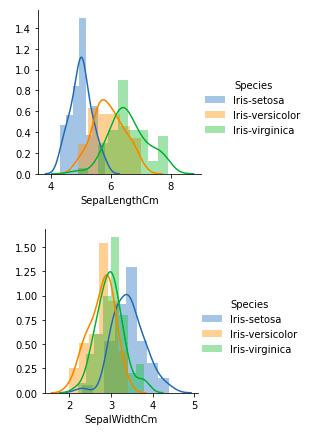 1.4
1.2
1.0
0.8
0.6
0.4
0.2
0.0
4 6 8
SepalLengthCm
Species
Iris-setosa
Iris-versicolor
Iris-virginica
1.50
1.25
1.00
0.75
0.50
0.25
0.00
2 3 4 5
SepalWidthCm
Species
Iris-setosa
Iris-versicolor
Iris-virginica